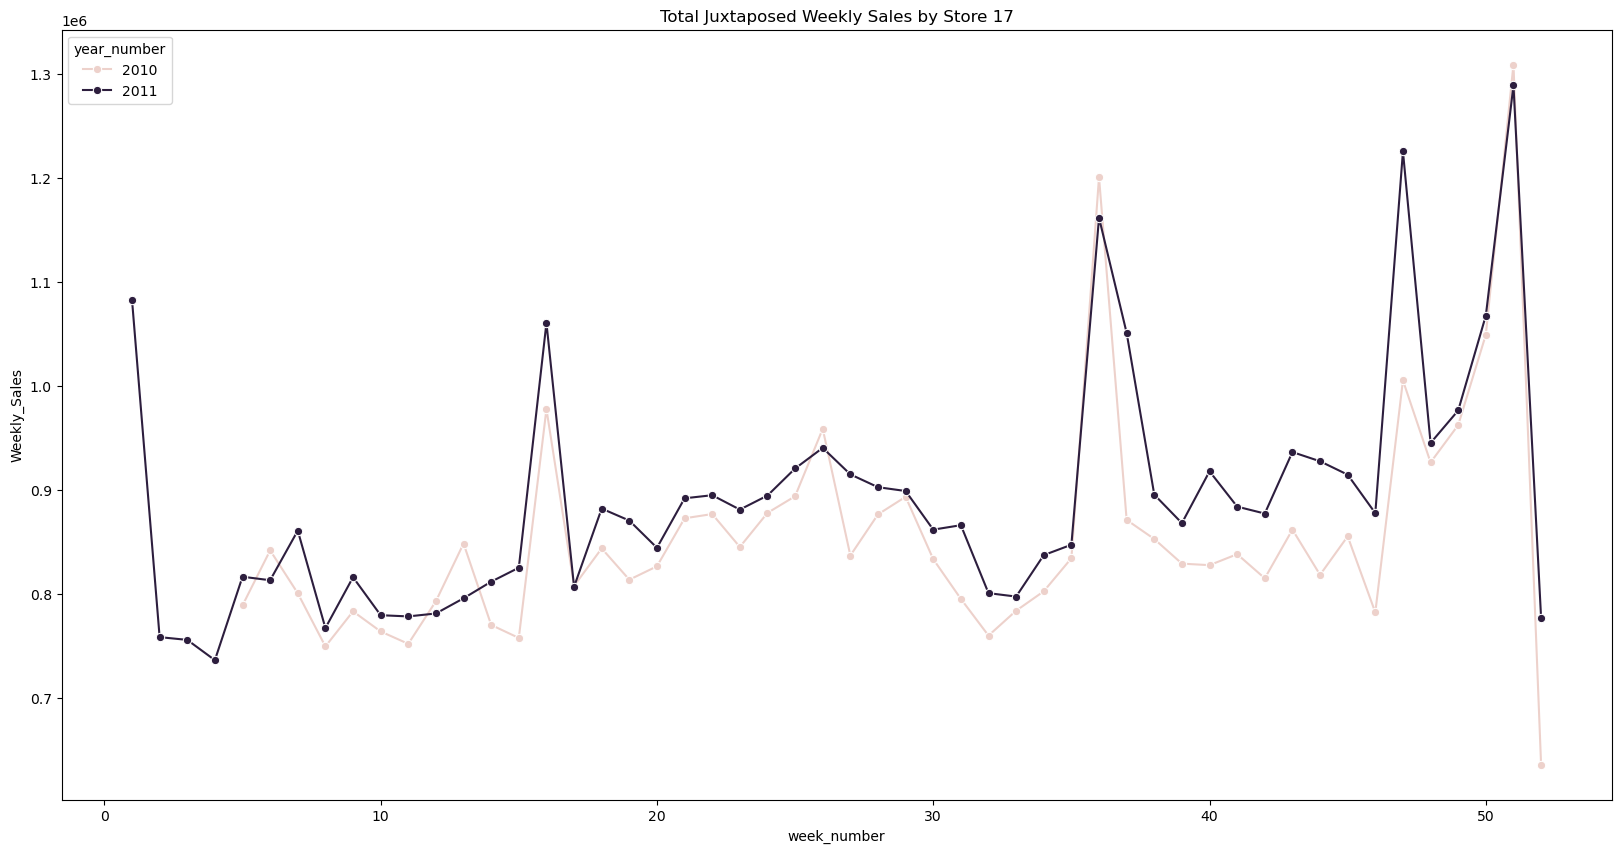 Total Juxtaposed Weekly Sales by Store 17
1e6
year_number
2010
2011
1.3
1.2
1.1
1.0
0.9
0.8
0.7
Weekly_Sales
0 10 20 30 40 50
week_number